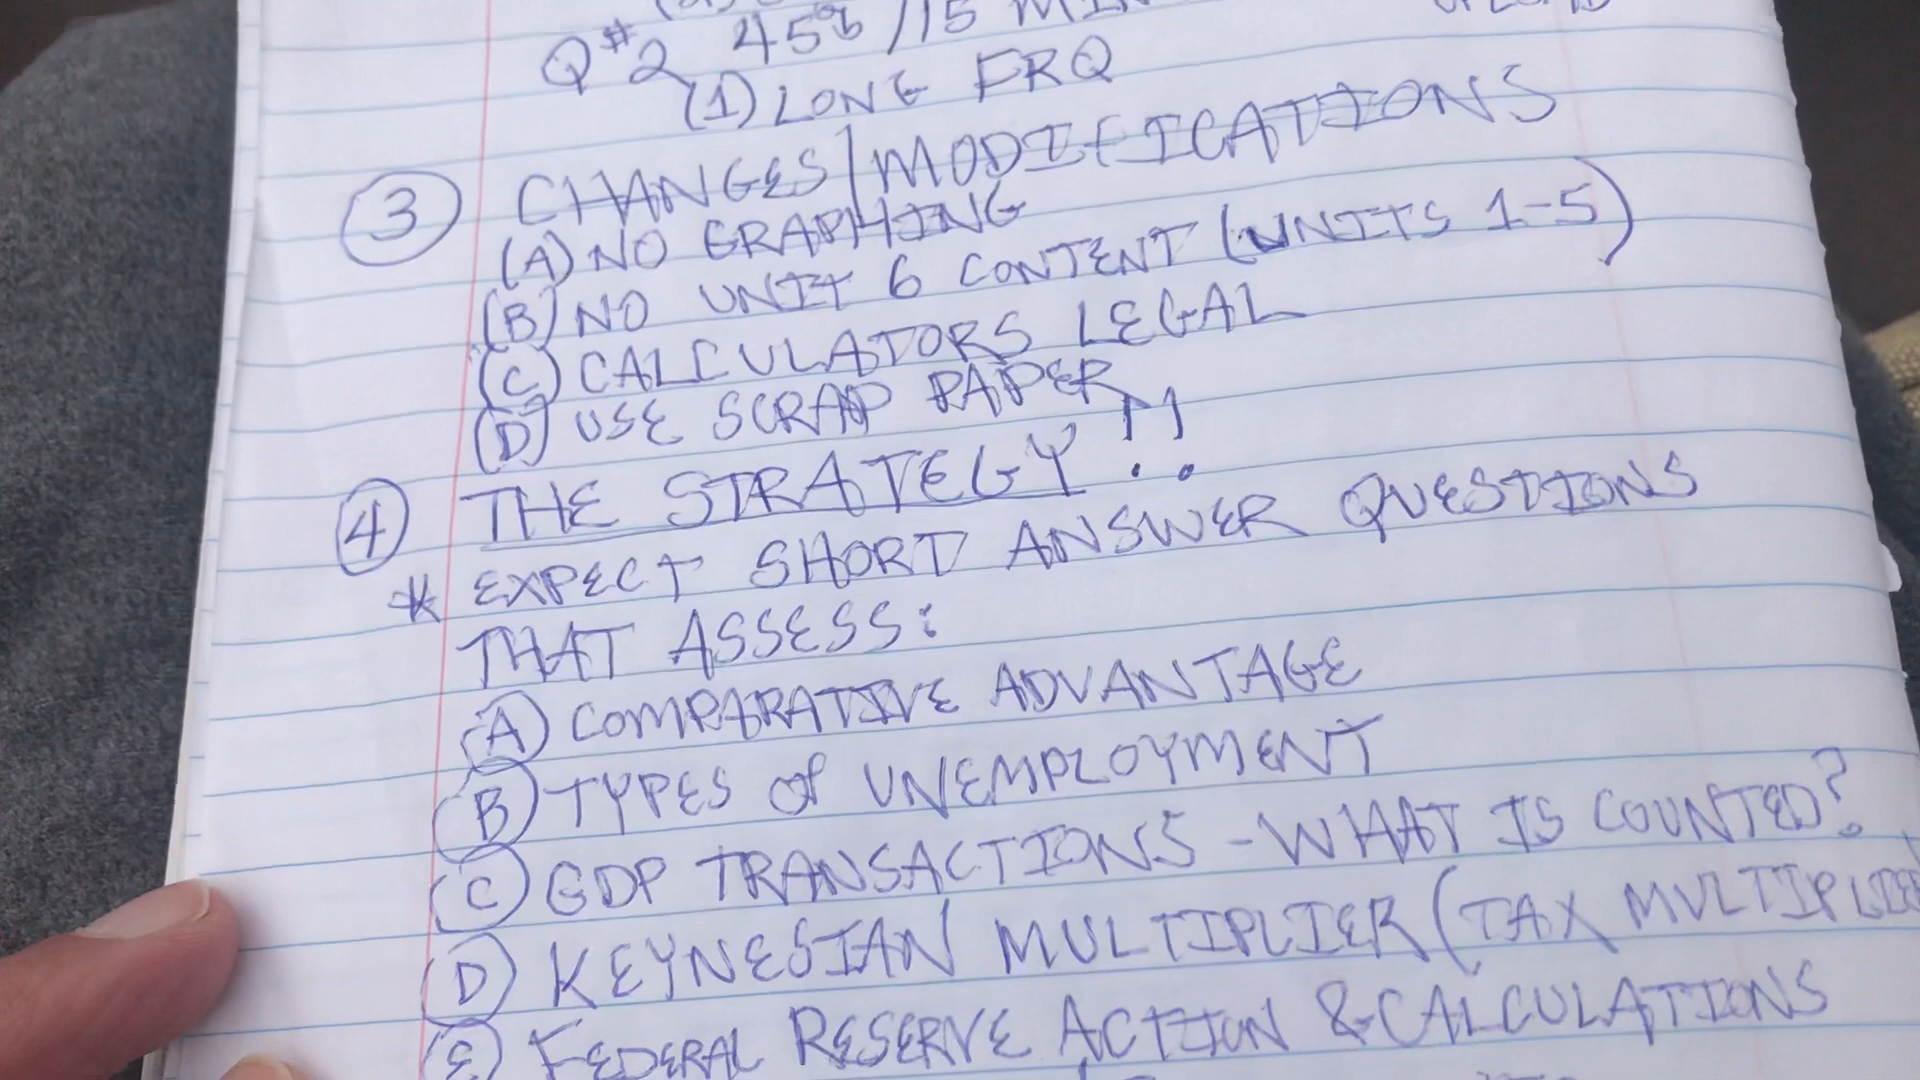 Q#2 45% /15 MIN
(1) LONG FRQ
3 CHANGES/MODIFICATIONS
(A) NO GRAPHING
(B) NO UNIT 6 CONTENT (UNITS 1-5)
(C) CALCULATORS LEGAL
(D) USE SCRAP PAPER
4 THE STRATEGY!!
* EXPECT SHORT ANSWER QUESTIONS
THAT ASSESS:
(A) COMPARATIVE ADVANTAGE
(B) TYPES OF UNEMPLOYMENT
(C) GDP TRANSACTIONS - WHAT IS COUNTED?
(D) KEYNESIAN MULTIPLIER (TAX MULTIPLIER
(E) FEDERAL RESERVE ACTION & CALCULATIONS